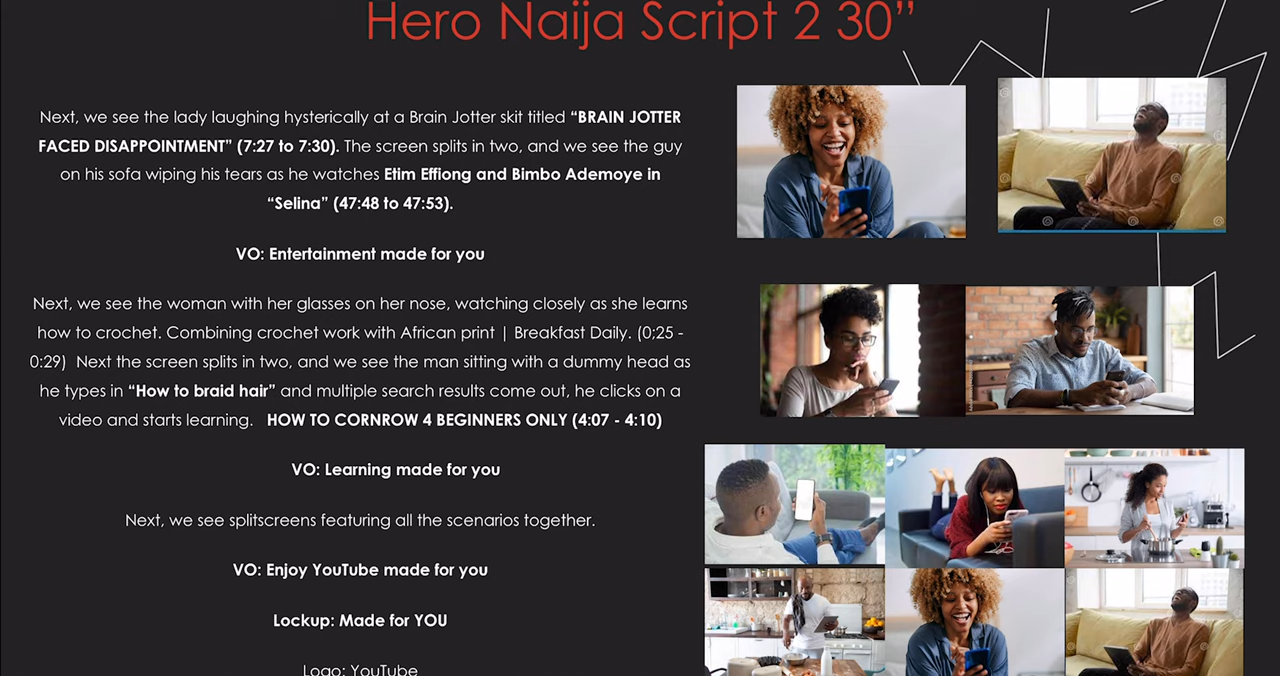 Hero Naija Script 2 30”
Next, we see the lady laughing hysterically at a Brain Jotter skit titled “BRAIN JOTTER
FACED DISAPPOINTMENT” (7:27 to 7:30). The screen splits in two, and we see the guy
on his sofa wiping his tears as he watches Etim Effiong and Bimbo Ademoye in
“Selina” (47:48 to 47:53).
VO: Entertainment made for you
Next, we see the woman with her glasses on her nose, watching closely as she learns
how to crochet. Combining crochet work with African print | Breakfast Daily. (0;25 -
0:29) Next the screen splits in two, and we see the man sitting with a dummy head as
he types in “How to braid hair” and multiple search results come out, he clicks on a
video and starts learning. HOW TO CORNROW 4 BEGINNERS ONLY (4:07 - 4:10)
VO: Learning made for you
Next, we see splitscreens featuring all the scenarios together.
VO: Enjoy YouTube made for you
Lockup: Made for YOU
Logo: YouTube